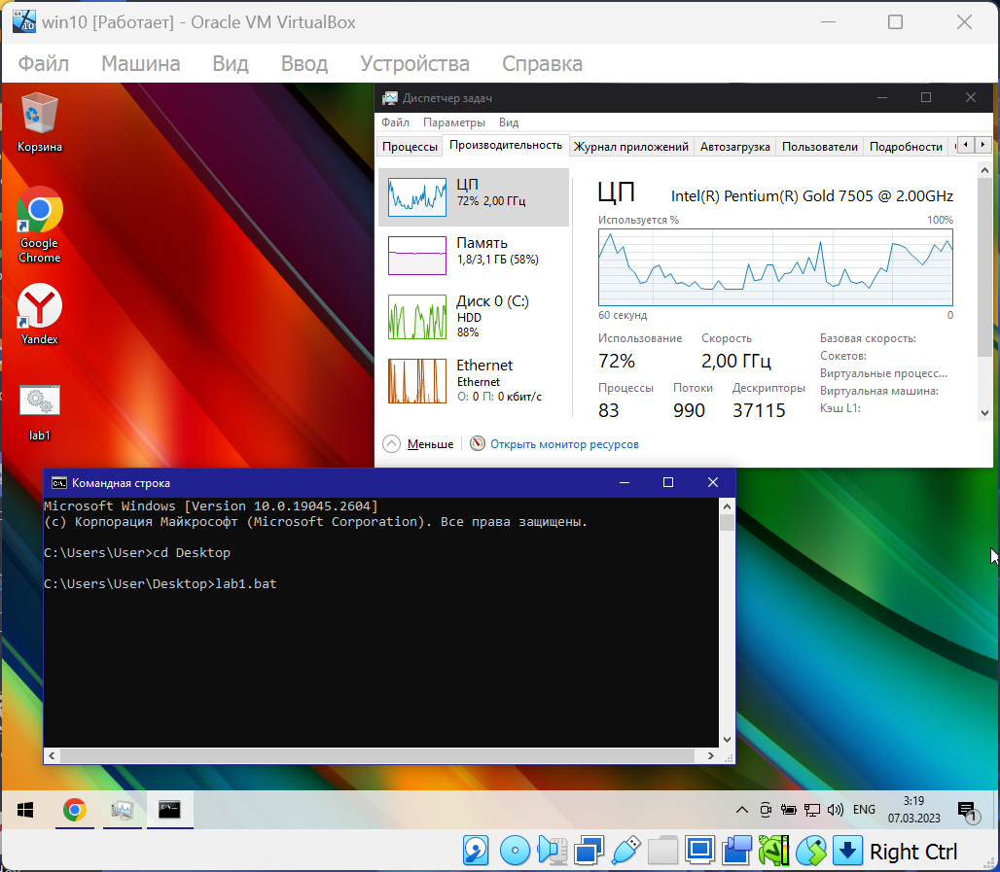 win10 [Работает] - Oracle VM VirtualBox
Файл Машина Вид Ввод Устройства Справка
Корзина
Google
Chrome
Yandex
lab1
Диспетчер задач
Файл Параметры Вид
Процессы Производительность Журнал приложений Автозагрузка Пользователи Подробности
ЦП
72% 2,00 ГГц
Память
1,8/3,1 ГБ (58%)
Диск 0 (C:)
HDD
88%
Ethernet
Ethernet
О: 0 П: 0 кбит/с
ЦП Intel(R) Pentium(R) Gold 7505 @ 2.00GHz
Используется % 100%
60 секунд 0
Использование Скорость
72% 2,00 ГГц
Процессы Потоки Дескрипторы
83 990 37115
Базовая скорость:
Сокетов:
Виртуальные процесс...
Виртуальная машина:
Кэш L1:
Меньше Открыть монитор ресурсов
Командная строка
Microsoft Windows [Version 10.0.19045.2604]
(c) Корпорация Майкрософт (Microsoft Corporation). Все права защищены.
C:\Users\User>cd Desktop
C:\Users\User\Desktop>lab1.bat
ENG
3:19
07.03.2023
1
Right Ctrl